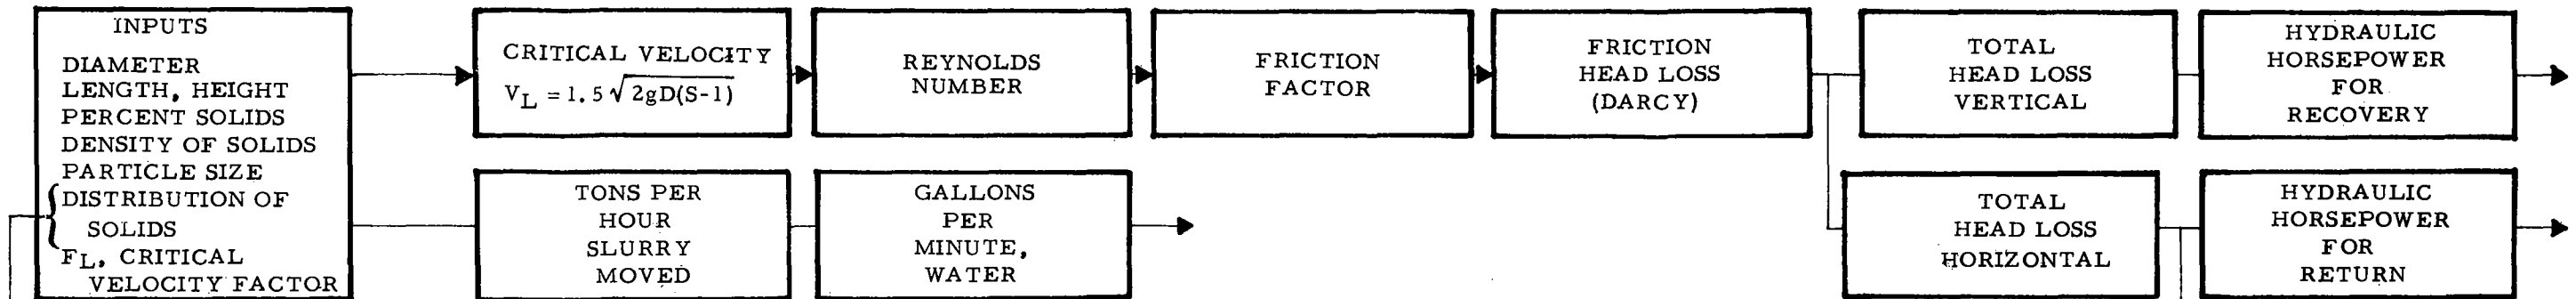 INPUTS
DIAMETER
LENGTH, HEIGHT
PERCENT SOLIDS
DENSITY OF SOLIDS
PARTICLE SIZE
DISTRIBUTION OF
SOLIDS
FL, CRITICAL
VELOCITY FACTOR
CRITICAL VELOCITY
VL = 1.5 √2gD(S-1)
REYNOLDS
NUMBER
FRICTION
FACTOR
FRICTION
HEAD LOSS
(DARCY)
TOTAL
HEAD LOSS
VERTICAL
HYDRAULIC
HORSEPOWER
FOR
RECOVERY
TONS PER
HOUR
SLURRY
MOVED
GALLONS
PER
MINUTE,
WATER
TOTAL
HEAD LOSS
HORIZONTAL
HYDRAULIC
HORSEPOWER
FOR
RETURN